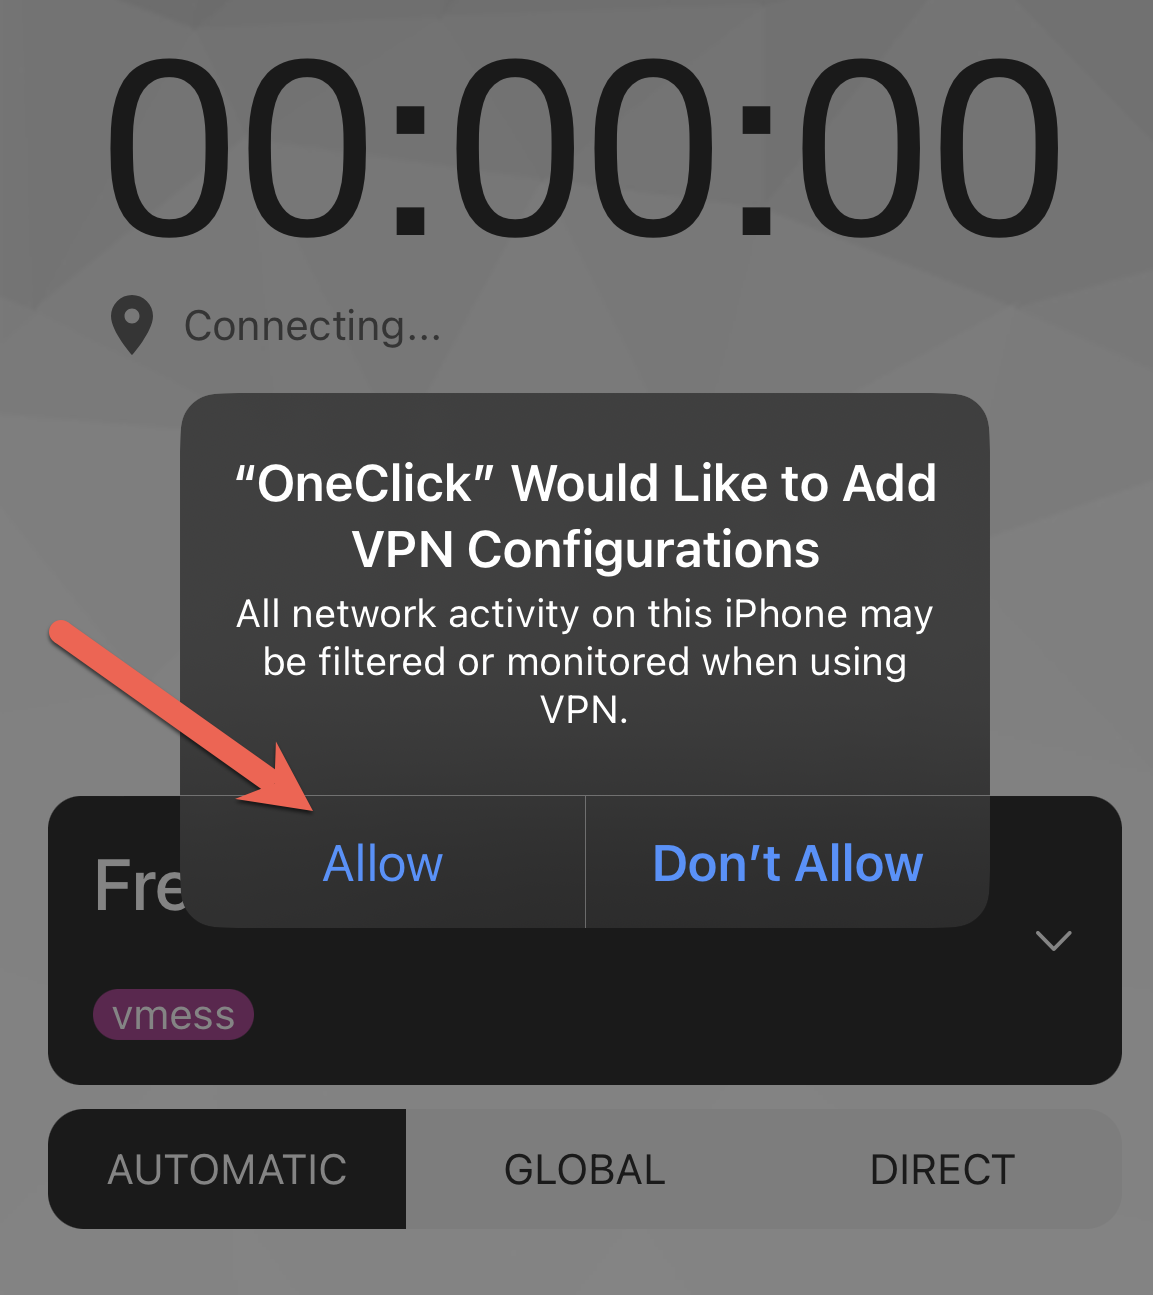 00:00:00
Connecting...
“OneClick” Would Like to Add
VPN Configurations
All network activity on this iPhone may
be filtered or monitored when using
VPN.
Allow
Don’t Allow
Fre
vmess
AUTOMATIC
GLOBAL
DIRECT